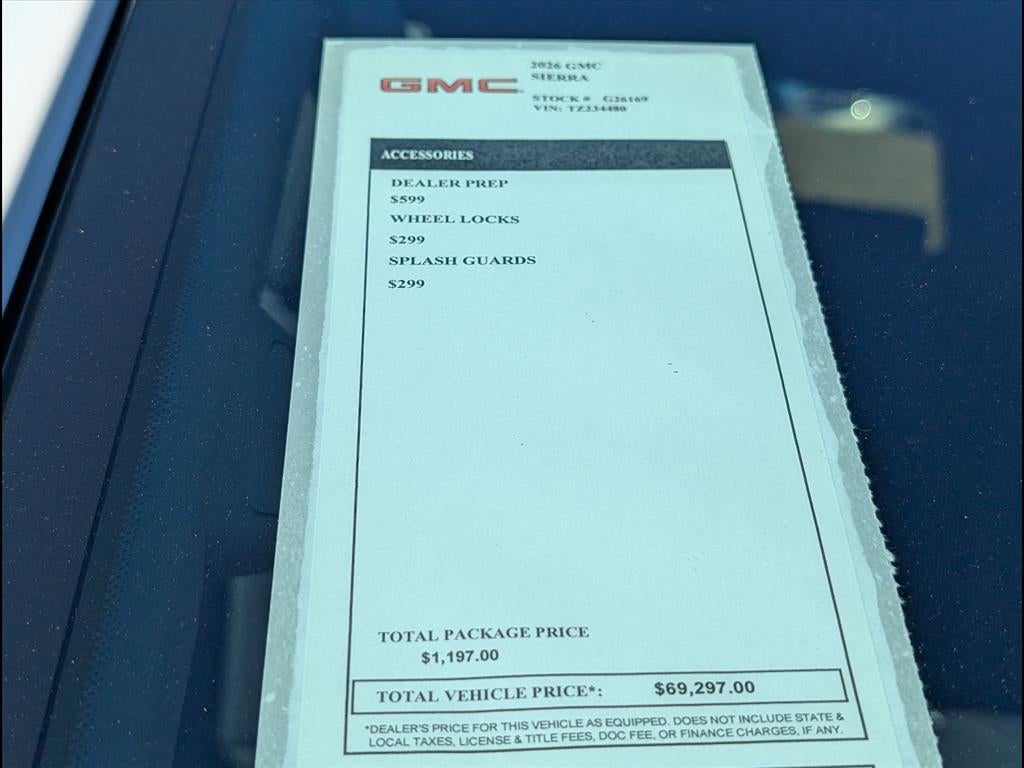 GMC
2026 GMC
SIERRA
STOCK # G26169
VIN: TZ234480
ACCESSORIES
DEALER PREP
$599
WHEEL LOCKS
$299
SPLASH GUARDS
$299
TOTAL PACKAGE PRICE
$1,197.00
TOTAL VEHICLE PRICE*: $69,297.00
*DEALER'S PRICE FOR THIS VEHICLE AS EQUIPPED. DOES NOT INCLUDE STATE &
LOCAL TAXES, LICENSE & TITLE FEES, DOC FEE, OR FINANCE CHARGES, IF ANY.